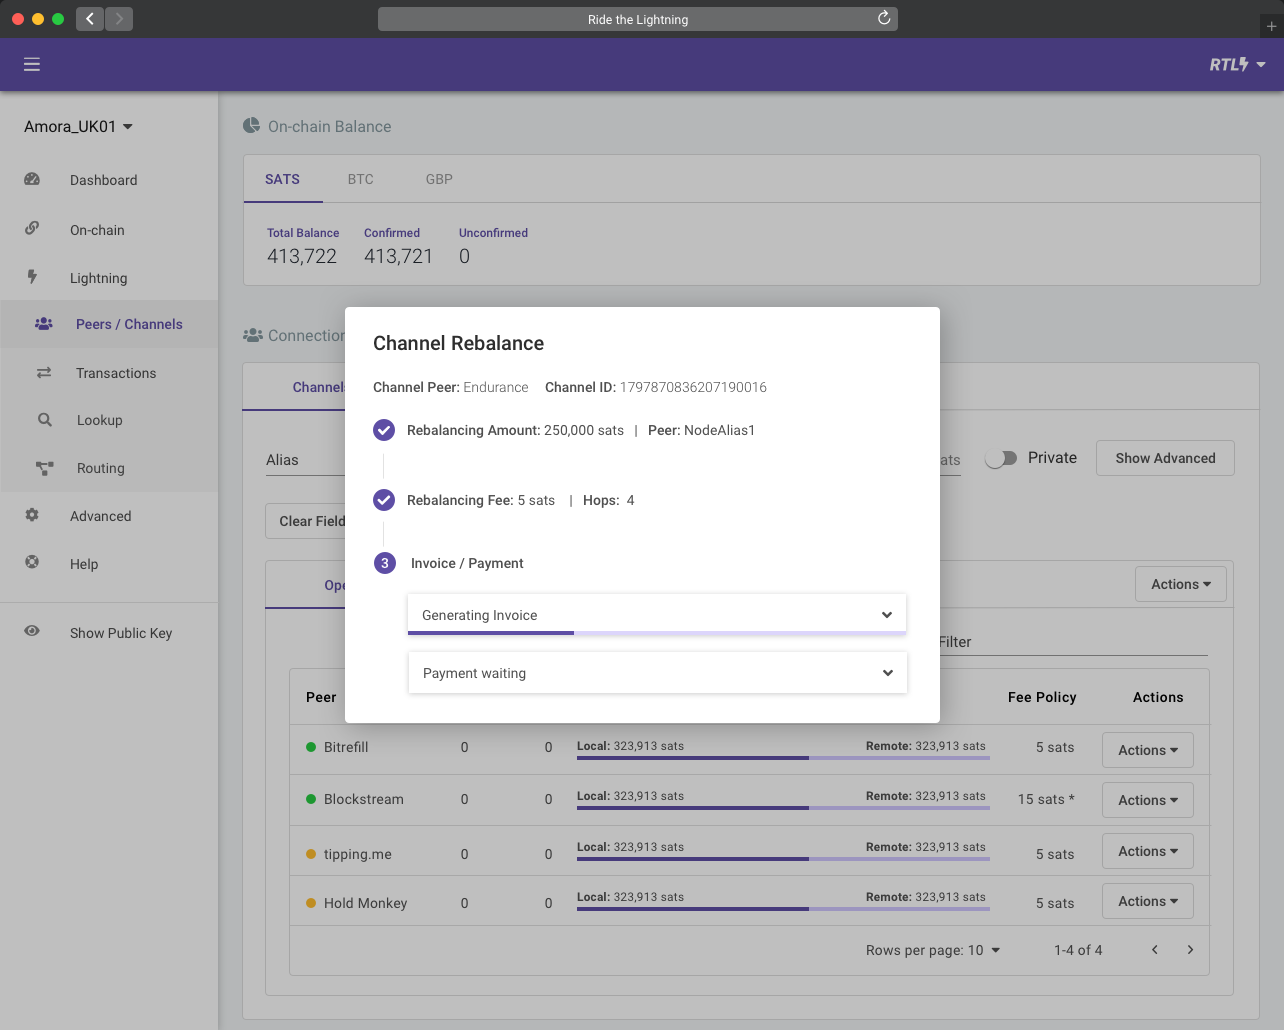 Ride the Lightning
+
RTL
Amora_UK01
Dashboard
On-chain
Lightning
Peers / Channels
Transactions
Lookup
Routing
Advanced
Help
Show Public Key
On-chain Balance
SATS BTC GBP
Total Balance Confirmed Unconfirmed
413,722 413,721 0
Connection
Channels
Alias
ats
Private
Show Advanced
Clear Field
Ope
Actions
Filter
Channel Rebalance
Channel Peer: Endurance Channel ID: 1797870836207190016
Rebalancing Amount: 250,000 sats | Peer: NodeAlias1
Rebalancing Fee: 5 sats | Hops: 4
3 Invoice / Payment
Generating Invoice
Payment waiting
Peer Fee Policy Actions
Bitrefill 0 0 Local: 323,913 sats Remote: 323,913 sats 5 sats Actions
Blockstream 0 0 Local: 323,913 sats Remote: 323,913 sats 15 sats * Actions
tipping.me 0 0 Local: 323,913 sats Remote: 323,913 sats 5 sats Actions
Hold Monkey 0 0 Local: 323,913 sats Remote: 323,913 sats 5 sats Actions
Rows per page: 10 1-4 of 4